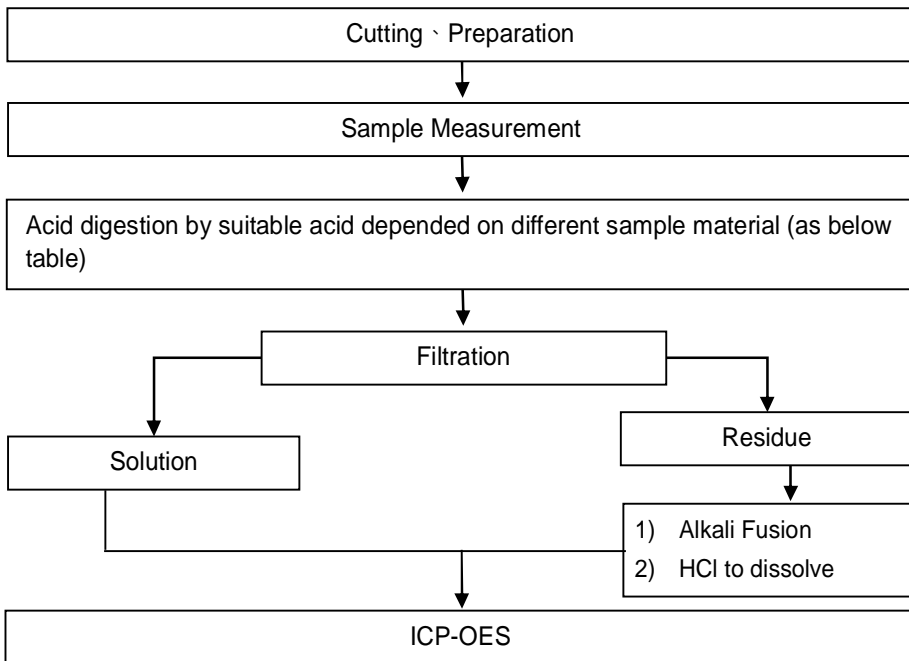 Cutting、Preparation
Sample Measurement
Acid digestion by suitable acid depended on different sample material (as below
table)
Filtration
Solution
Residue
1) Alkali Fusion
2) HCl to dissolve
ICP-OES